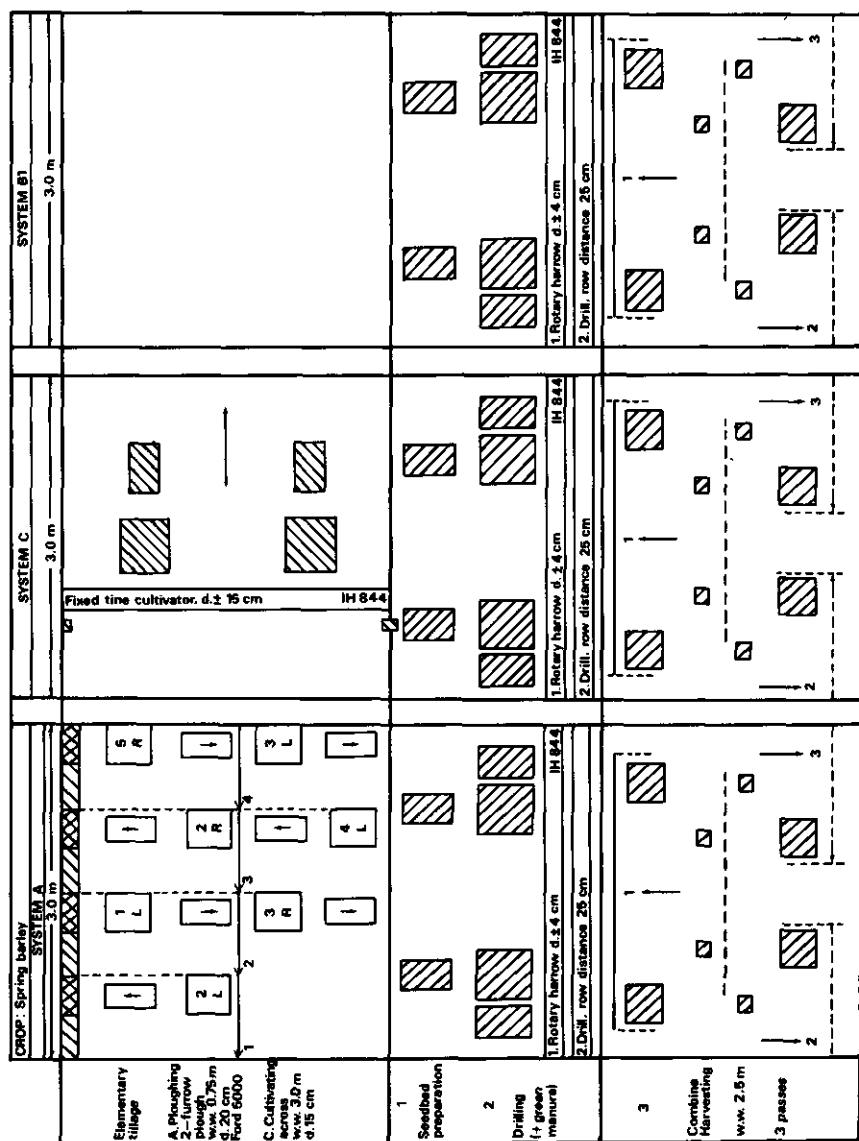 CROP: Spring barley
SYSTEM A
SYSTEM C
SYSTEM B1
3.0 m
3.0 m
3.0 m
Elementary
tillage
A. Ploughing
2-furrow
plough
w.w. 0.75 m
d. 20 cm
Ford 6000
C. Cultivating
across
w.w. 3.0 m
d. 15 cm
2 L
1 L
2 R
5 R
1
2
3
4
3 R
4 L
3 L
Fixed tine cultivator. d.± 15 cm IH 844
1
Seedbed
preparation
2
Drilling
(+ green
manure)
1. Rotary harrow d.± 4 cm IH 844
2. Drill, row distance 25 cm
1. Rotary harrow d.± 4 cm IH 844
2. Drill, row distance 25 cm
1. Rotary harrow d.± 4 cm IH 844
2. Drill, row distance 25 cm
3
Combine
Harvesting
w.w. 2.5 m
3 passes
1
2
3
1
2
3
1
2
3